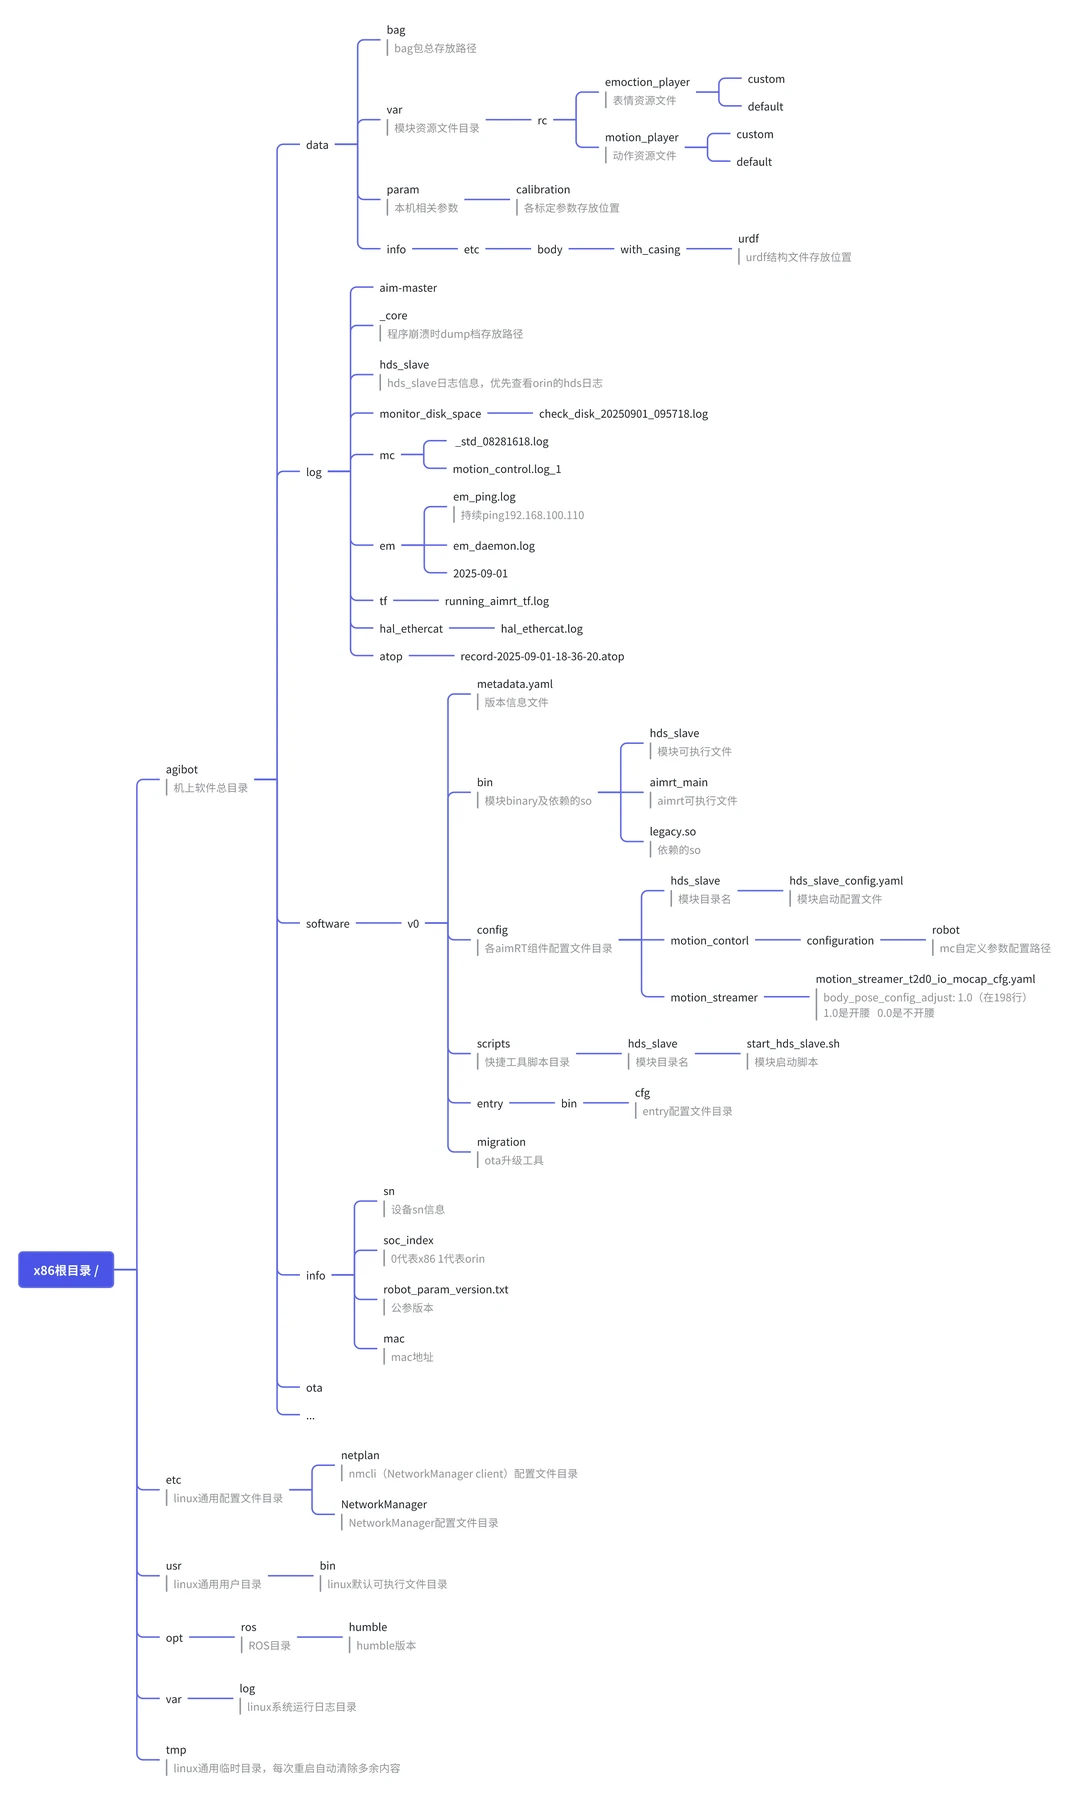 x86根目录 /
agibot
机上软件总目录
data
bag
bag包总存放路径
var
模块资源文件目录
rc
emoction_player
表情资源文件
custom
default
motion_player
动作资源文件
custom
default
param
本机相关参数
calibration
各标定参数存放位置
info
etc
body
with_casing
urdf
urdf结构文件存放位置
log
aim-master
_core
程序崩溃时dump档存放路径
hds_slave
hds_slave日志信息，优先查看orin的hds日志
monitor_disk_space
check_disk_20250901_095718.log
mc
_std_08281618.log
motion_control.log_1
em
em_ping.log
持续ping192.168.100.110
em_daemon.log
2025-09-01
tf
running_aimrt_tf.log
hal_ethercat
hal_ethercat.log
atop
record-2025-09-01-18-36-20.atop
software
v0
metadata.yaml
版本信息文件
bin
模块binary及依赖的so
hds_slave
模块可执行文件
aimrt_main
aimrt可执行文件
legacy.so
依赖的so
config
各aimRT组件配置文件目录
hds_slave
模块目录名
hds_slave_config.yaml
模块启动配置文件
motion_contorl
configuration
robot
mc自定义参数配置路径
motion_streamer
motion_streamer_t2d0_io_mocap_cfg.yaml
body_pose_config_adjust: 1.0（在198行）
1.0是开腰 0.0是不开腰
scripts
快捷工具脚本目录
hds_slave
模块目录名
start_hds_slave.sh
模块启动脚本
entry
bin
cfg
entry配置文件目录
migration
ota升级工具
info
sn
设备sn信息
soc_index
0代表x86 1代表orin
robot_param_version.txt
公参版本
mac
mac地址
ota
...
etc
linux通用配置文件目录
netplan
nmcli（NetworkManager client）配置文件目录
NetworkManager
NetworkManager配置文件目录
usr
linux通用用户目录
bin
linux默认可执行文件目录
opt
ros
ROS目录
humble
humble版本
var
log
linux系统运行日志目录
tmp
linux通用临时目录，每次重启自动清除多余内容